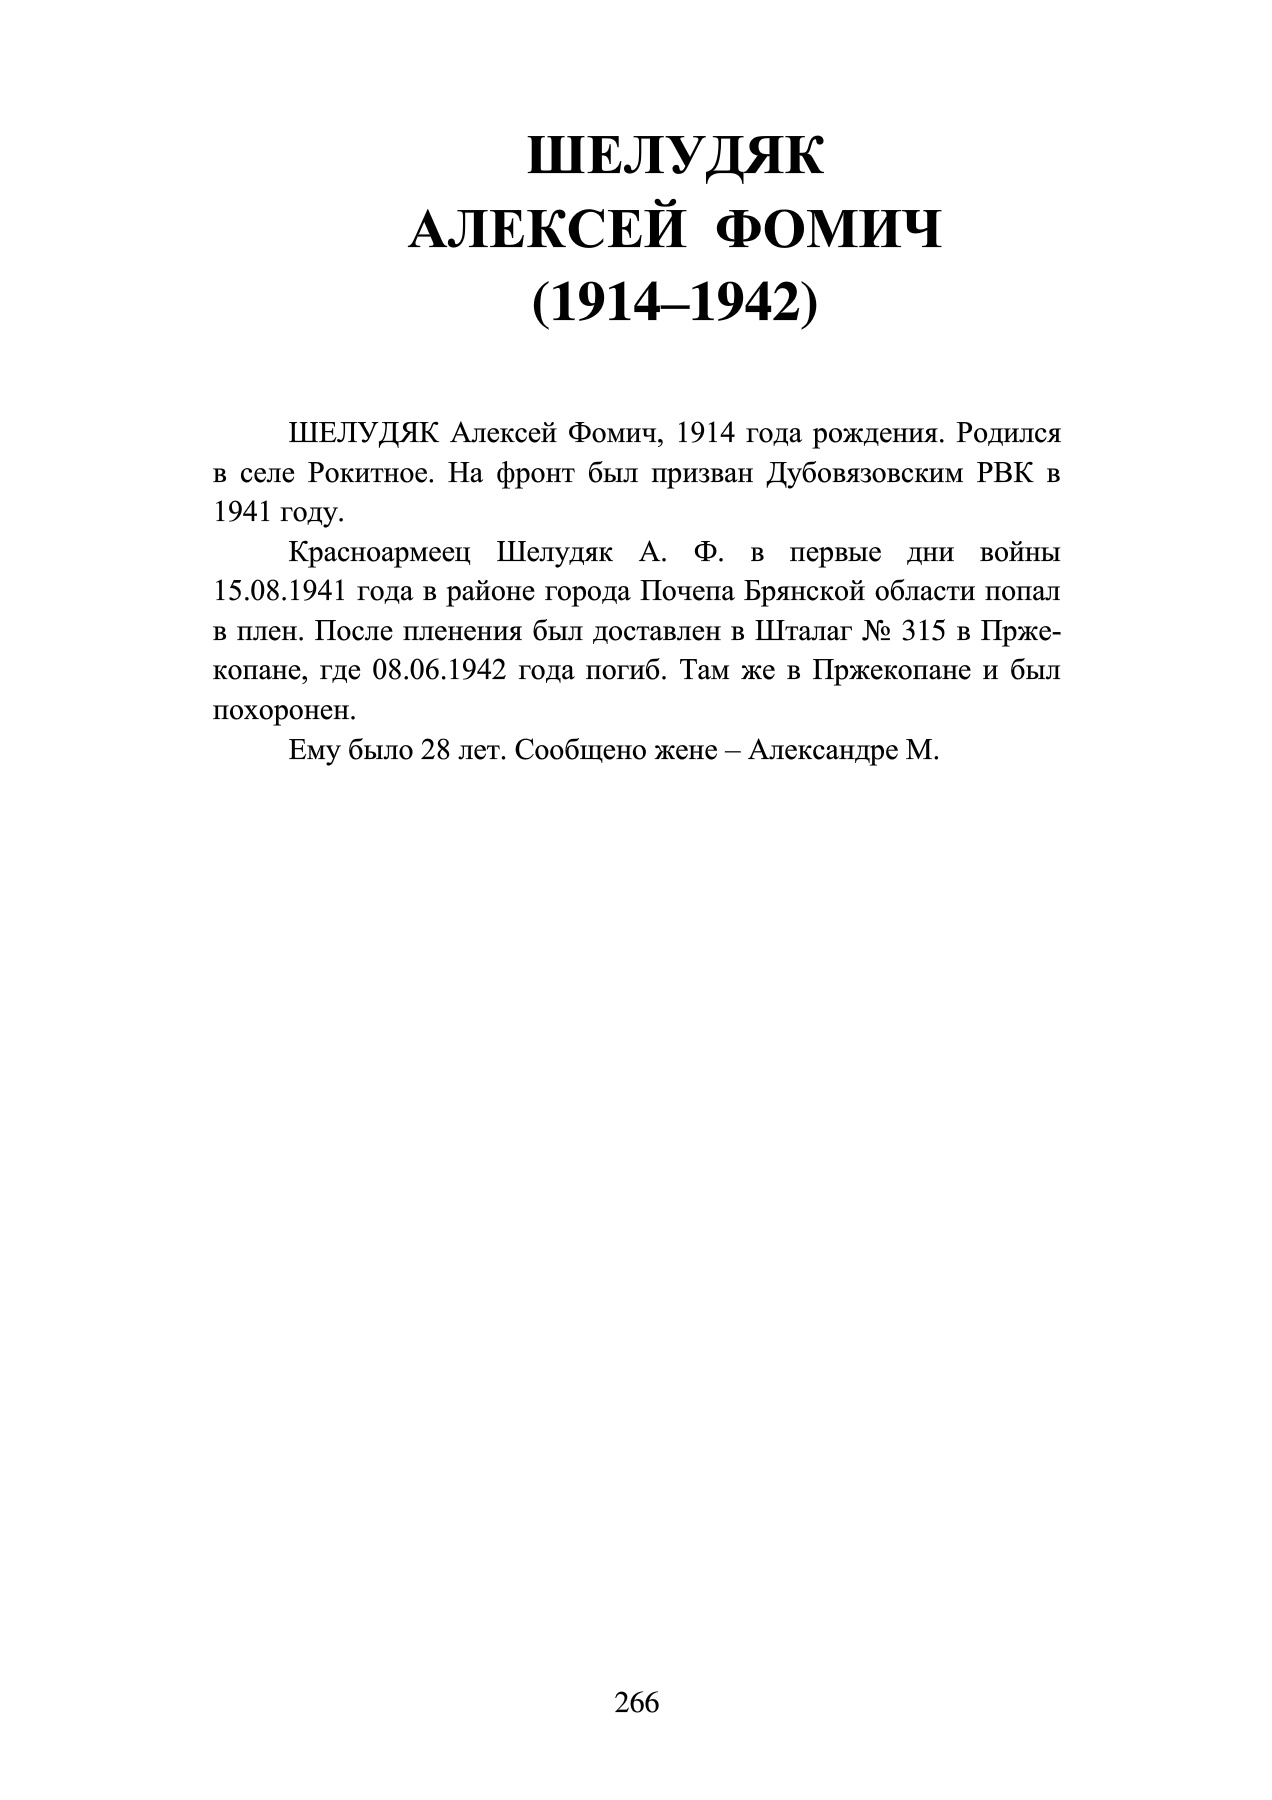 ШЕЛУДЯК
АЛЕКСЕЙ ФОМИЧ
(1914–1942)
ШЕЛУДЯК Алексей Фомич, 1914 года рождения. Родился
в селе Рокитное. На фронт был призван Дубовязовским РВК в
1941 году.
Красноармеец Шелудяк А. Ф. в первые дни войны
15.08.1941 года в районе города Почепа Брянской области попал
в плен. После пленения был доставлен в Шталаг № 315 в Прже-
копане, где 08.06.1942 года погиб. Там же в Пржекопане и был
похоронен.
Ему было 28 лет. Сообщено жене – Александре М.
266